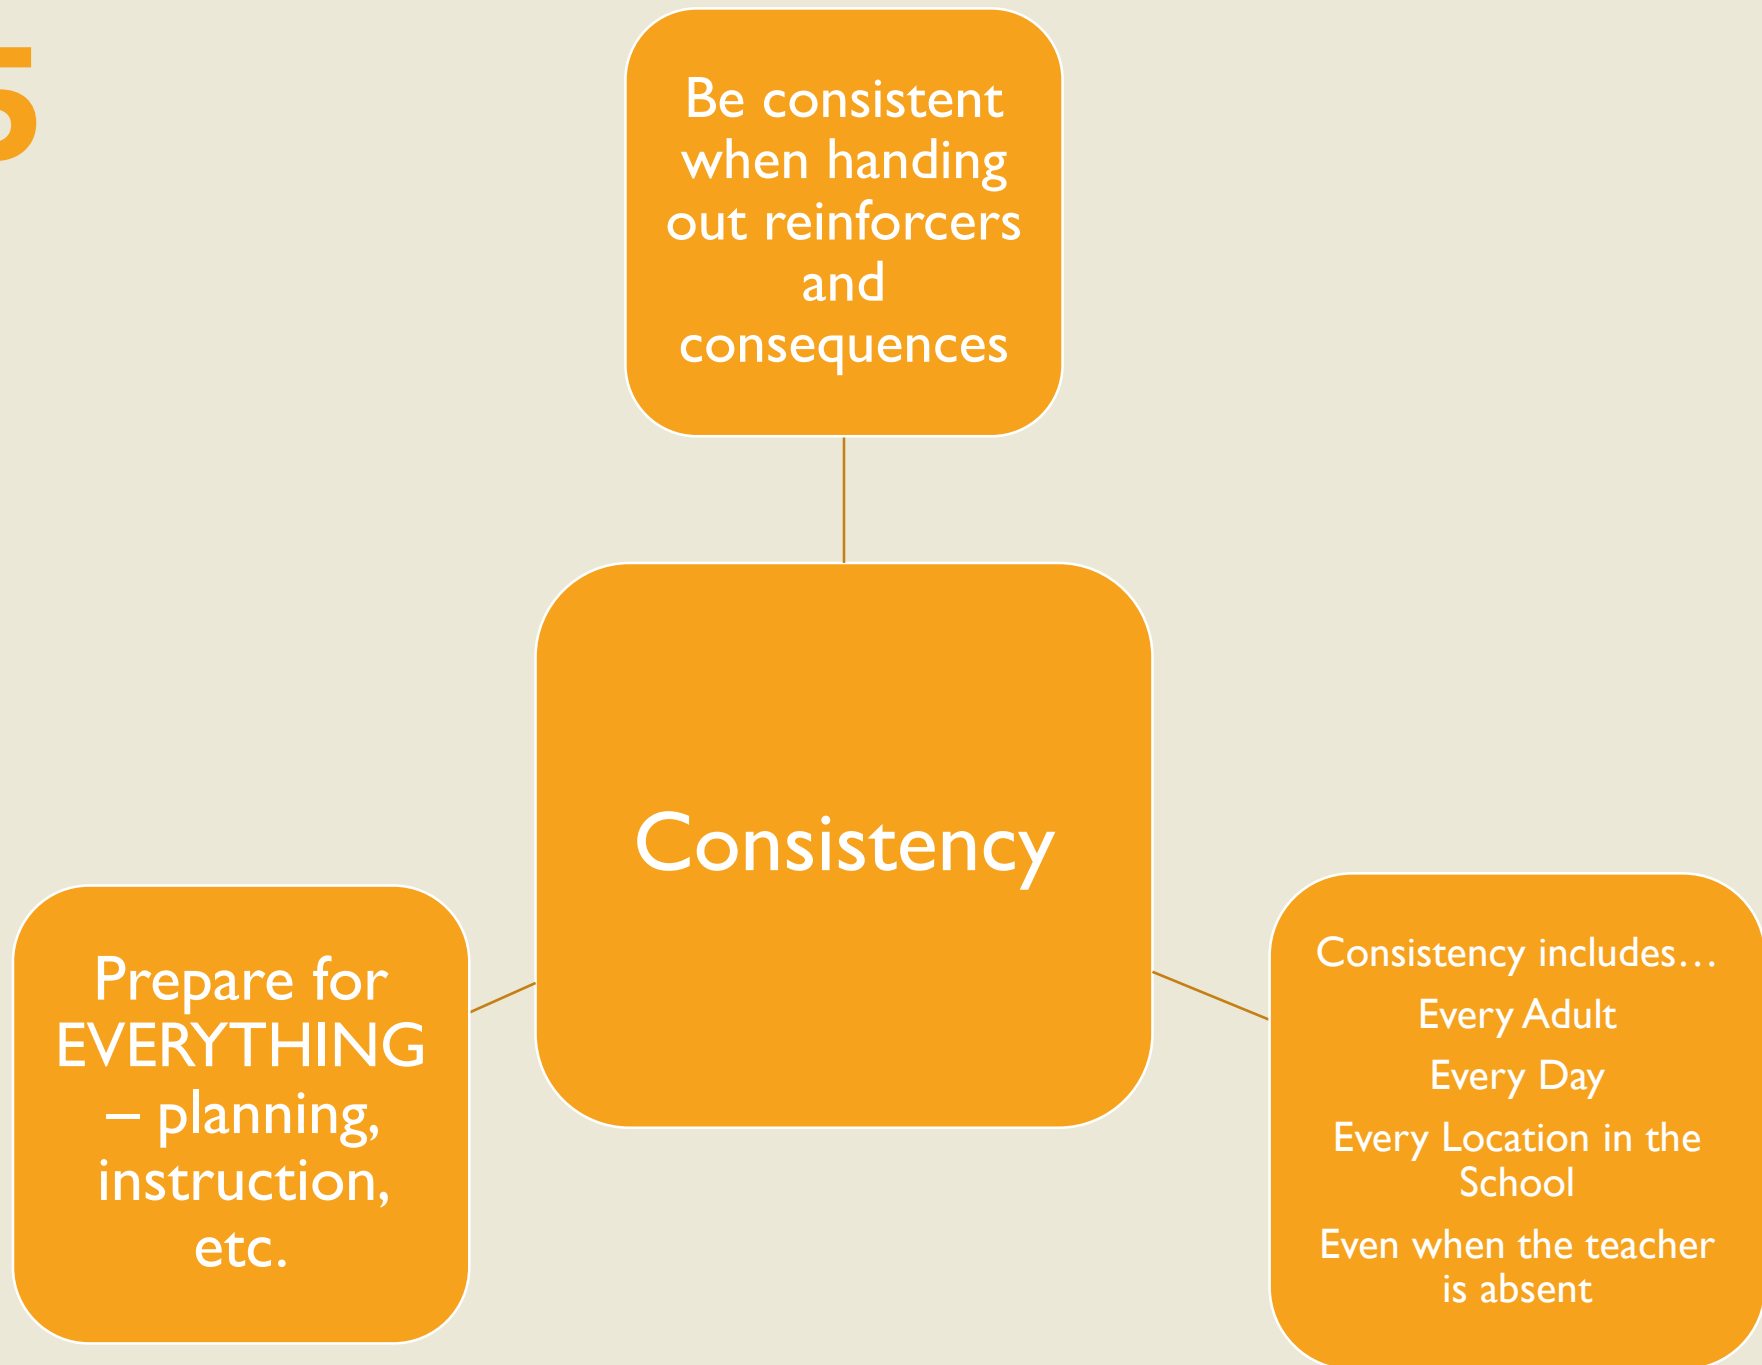 5
Be consistent
when handing
out reinforcers
and
consequences
Consistency
Prepare for
EVERYTHING
– planning,
instruction,
etc.
Consistency includes…
Every Adult
Every Day
Every Location in the
School
Even when the teacher
is absent